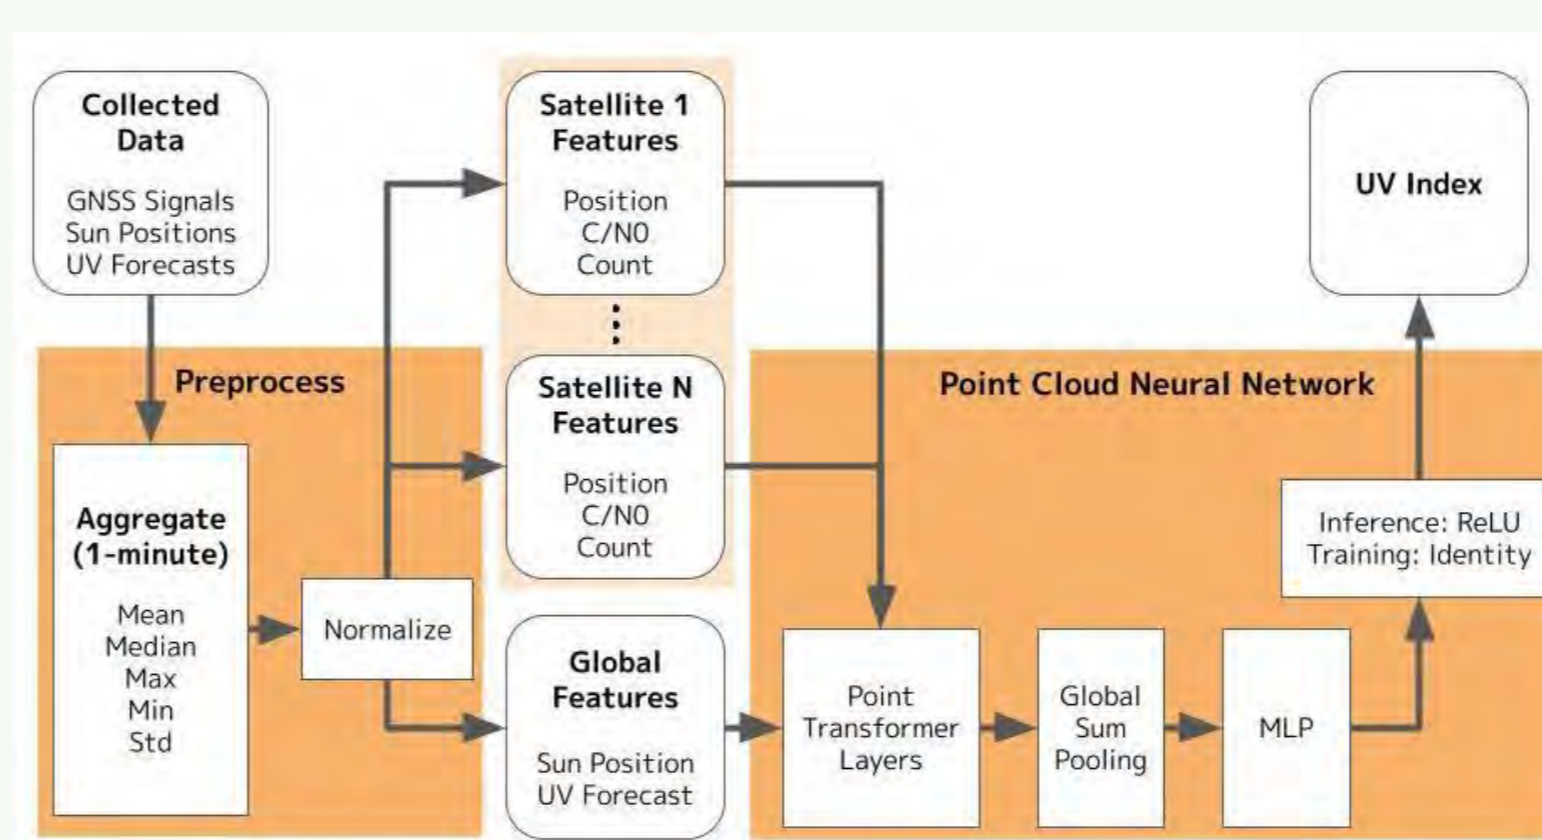 Collected
Data
GNSS Signals
Sun Positions
UV Forecasts
Preprocess
Aggregate
(1-minute)
Mean
Median
Max
Min
Std
Normalize
Satellite 1
Features
Position
C/N0
Count
Satellite N
Features
Position
C/N0
Count
Global
Features
Sun Position
UV Forecast
Point Cloud Neural Network
Point
Transformer
Layers
Global
Sum
Pooling
MLP
Inference: ReLU
Training: Identity
UV Index